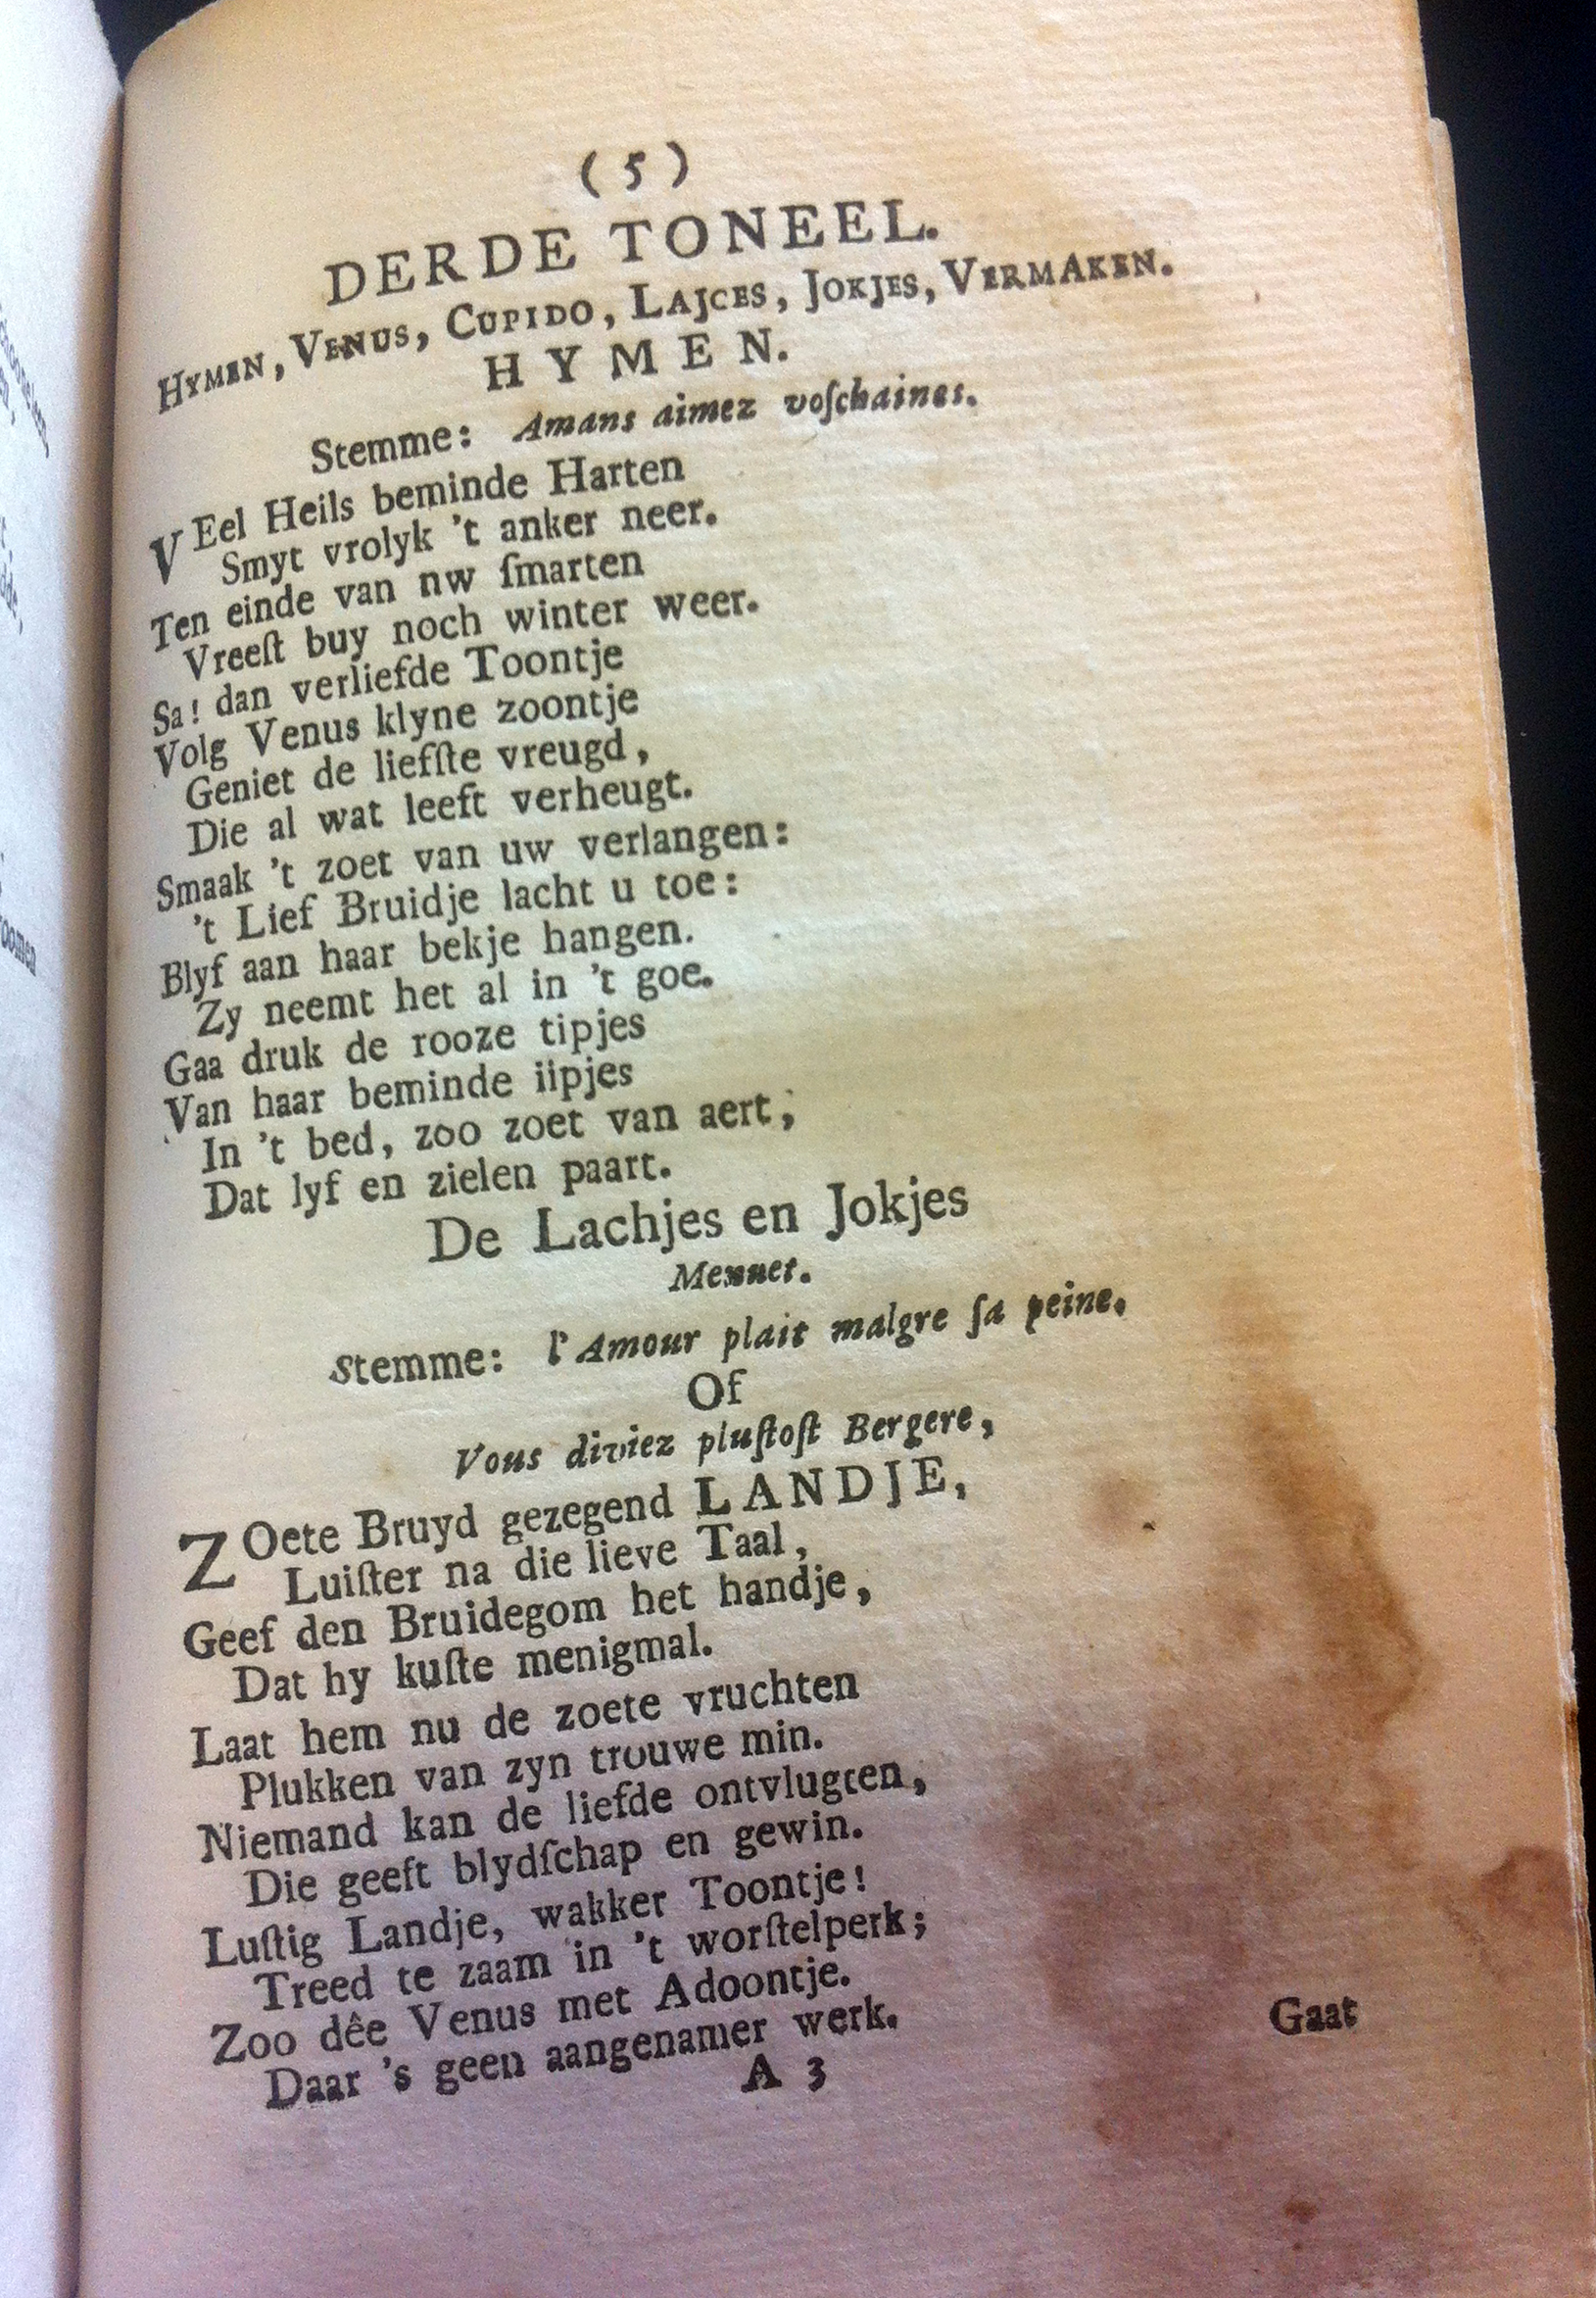 ( 5 )
DERDE TONEEL.
HYMEN, VENUS, CUPIDO, LAJCES, JOKJES, VERMAKEN.
HYMEN.
Stemme: Amans aimez voſchaines.
VEel Heils beminde Harten
Smyt vrolyk 't anker neer.
Ten einde van nw ſmarten
Vreeſt buy noch winter weer.
Sa! dan verliefde Toontje
Volg Venus klyne zoontje
Geniet de liefſte vreugd,
Die al wat leeft verheugt.
Smaak 't zoet van uw verlangen:
't Lief Bruidje lacht u toe:
Blyf aan haar bekje hangen.
Zy neemt het al in 't goe.
Gaa druk de rooze tipjes
Van haar beminde iipjes
In 't bed, zoo zoet van aert,
Dat lyf en zielen paart.
De Lachjes en Jokjes
Menuet.
Stemme: l'Amour plait malgre ſa peine.
Of
Vous diviez pluſtoſt Bergere,
ZOete Bruyd gezegend LANDJE,
Luiſter na die lieve Taal,
Geef den Bruidegom het handje,
Dat hy kuſte menigmal.
Laat hem nu de zoete vruchten
Plukken van zyn trouwe min.
Niemand kan de liefde ontvlugten,
Die geeft blydſchap en gewin.
Luſtig Landje, wakker Toontje!
Treed te zaam in 't worſtelperk;
Zoo dêe Venus met Adoontje.
Daar 's geen aangenamer werk.
A 3
Gaat